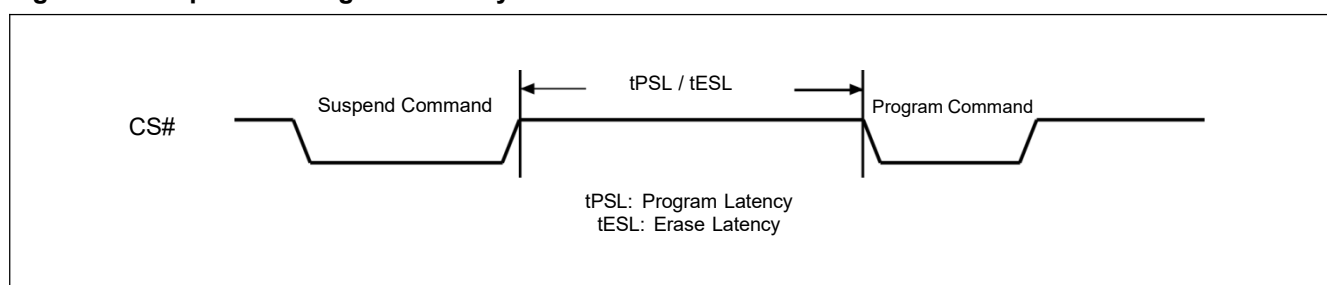 tPSL / tESL
Suspend Command
Program Command
CS#
tPSL: Program Latency
tESL: Erase Latency